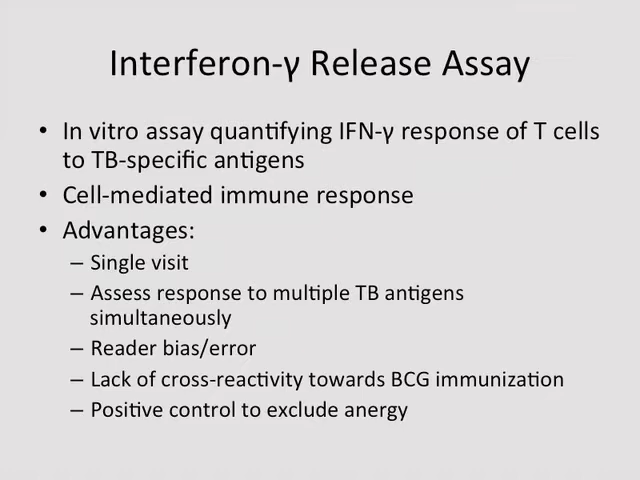 Interferon-γ Release Assay
• In vitro assay quantifying IFN-γ response of T cells
to TB-specific antigens
• Cell-mediated immune response
• Advantages:
– Single visit
– Assess response to multiple TB antigens
simultaneously
– Reader bias/error
– Lack of cross-reactivity towards BCG immunization
– Positive control to exclude anergy